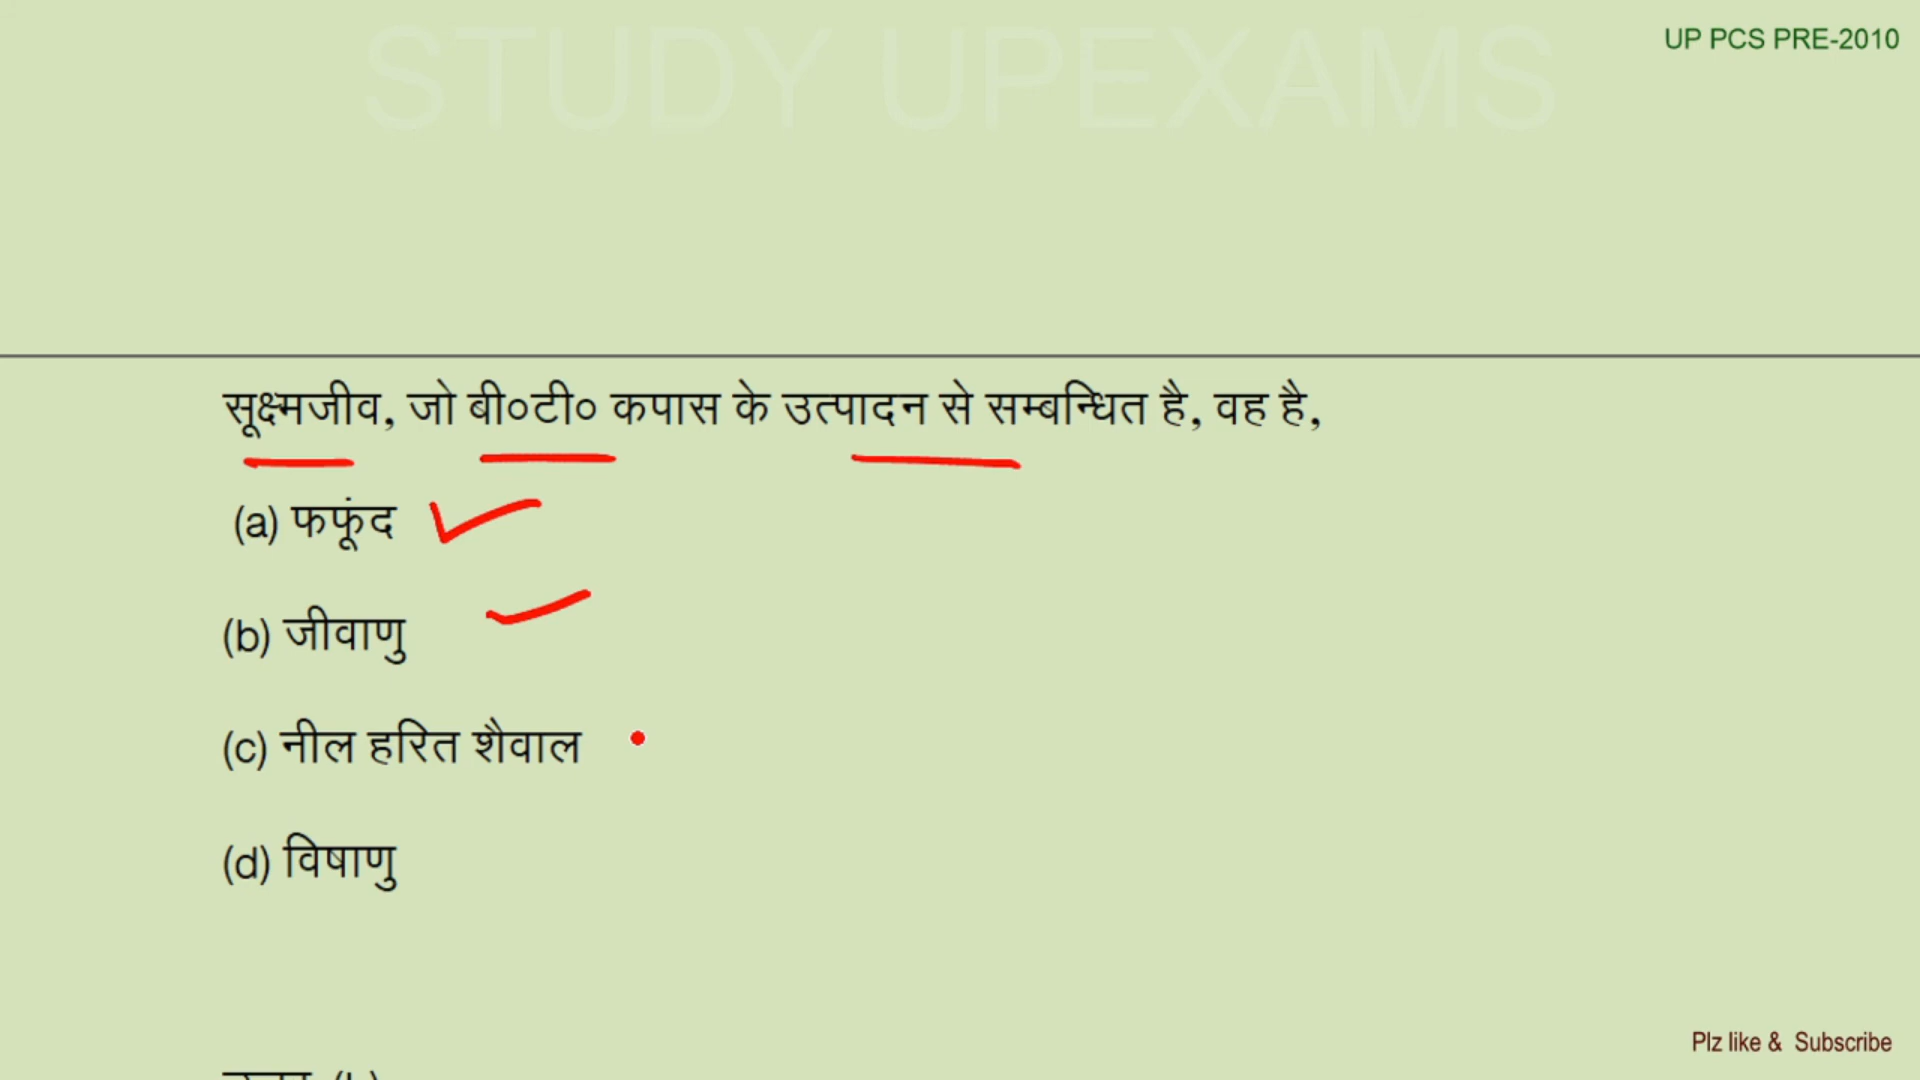 STUDY UPEXAMS
UP PCS PRE-2010
सूक्ष्मजीव, जो बी०टी० कपास के उत्पादन से सम्बन्धित है, वह है,
(a) फफूंद
(b) जीवाणु
(c) नील हरित शैवाल
(d) विषाणु
Plz like & Subscribe